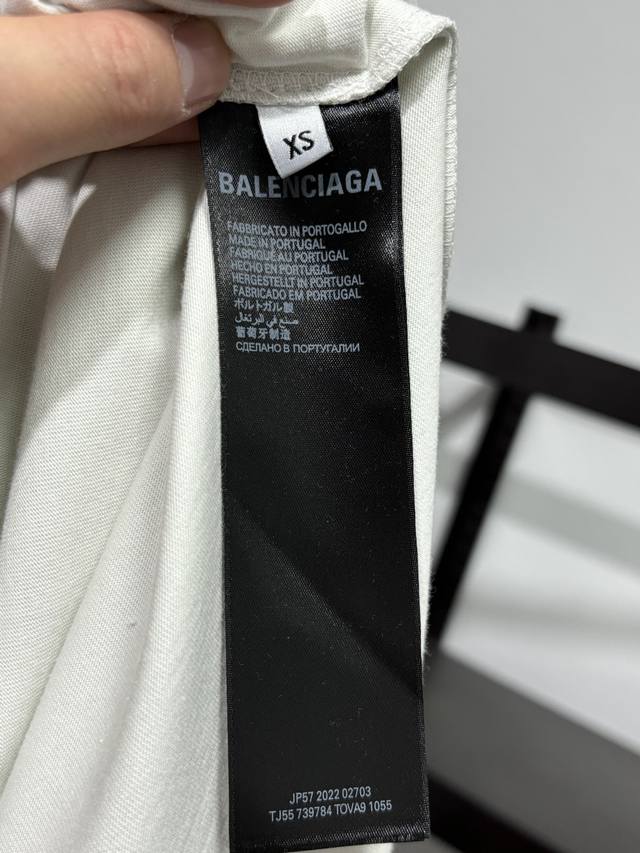 XS
BALENCIAGA
FABBRICATO IN PORTOGALLO
MADE IN PORTUGAL
FABRIQUÉ AU PORTUGAL
HECHO EN PORTUGAL
HERGESTELLT IN PORTUGAL
FABRICADO EM PORTUGAL
ポルトガル製
صنع في البرتغال
葡萄牙制造
СДЕЛАНО В ПОРТУГАЛИИ
JP57 2022 02703
TJ55 739784 TOVA9 1055